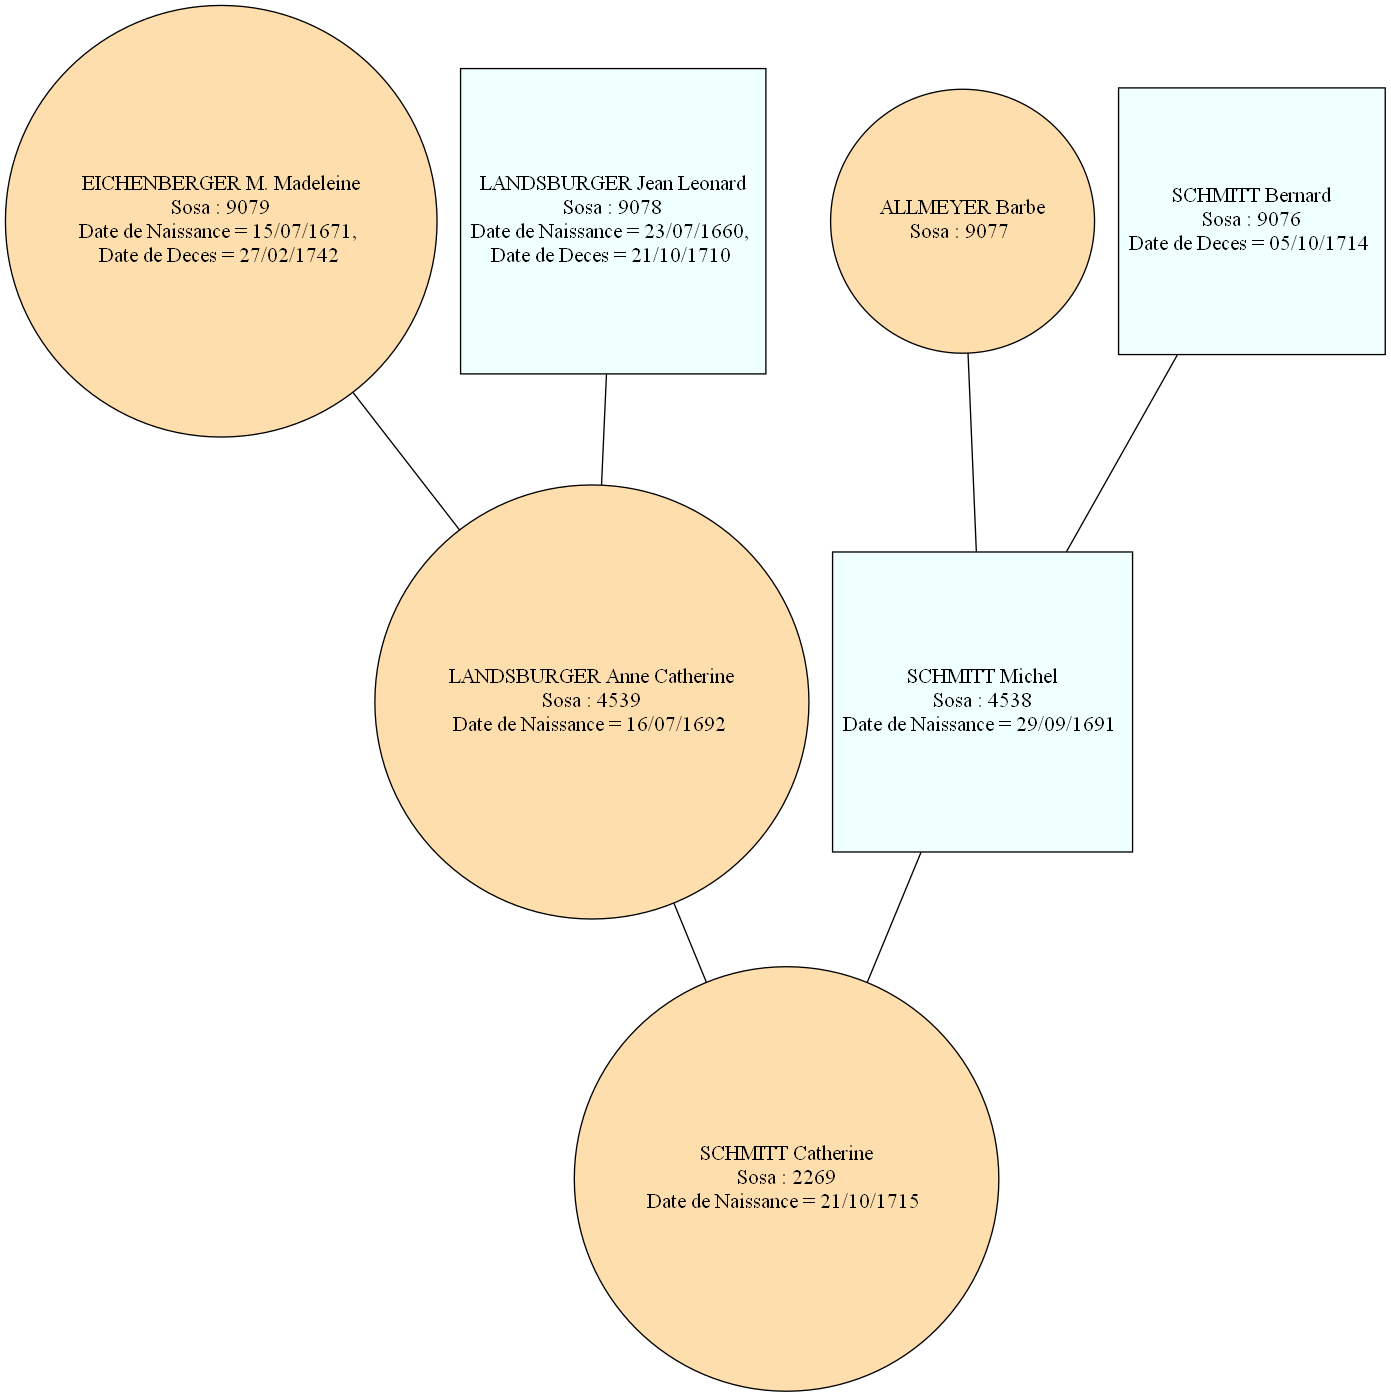 EICHENBERGER M. Madeleine
Sosa : 9079
Date de Naissance = 15/07/1671,
Date de Deces = 27/02/1742
LANDSBURGER Jean Leonard
Sosa : 9078
Date de Naissance = 23/07/1660,
Date de Deces = 21/10/1710
ALLMEYER Barbe
Sosa : 9077
SCHMITT Bernard
Sosa : 9076
Date de Deces = 05/10/1714
LANDSBURGER Anne Catherine
Sosa : 4539
Date de Naissance = 16/07/1692
SCHMITT Michel
Sosa : 4538
Date de Naissance = 29/09/1691
SCHMITT Catherine
Sosa : 2269
Date de Naissance = 21/10/1715